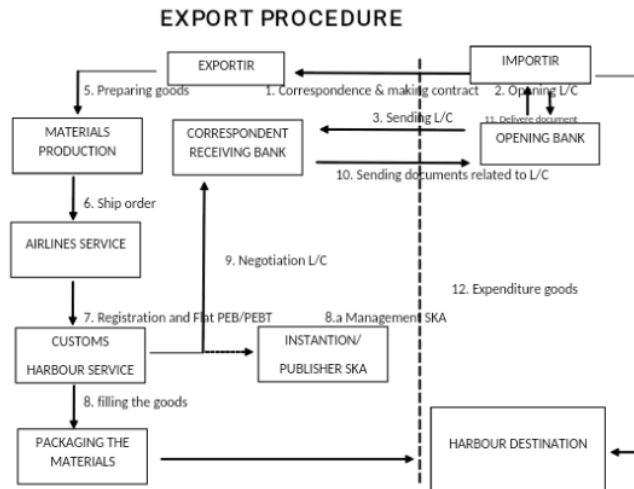 EXPORT PROCEDURE
EXPORTIR
IMPORTIR
5. Preparing goods
1. Correspondence & making contract
2. Opening L/C
3. Sending L/C
11. Delivere document
MATERIALS
PRODUCTION
CORRESPONDENT
RECEIVING BANK
OPENING BANK
10. Sending documents related to L/C
6. Ship order
AIRLINES SERVICE
9. Negotiation L/C
12. Expenditure goods
7. Registration and Fiat PEB/PEBT
8.a Management SKA
CUSTOMS
HARBOUR SERVICE
INSTANTION/
PUBLISHER SKA
8. filling the goods
PACKAGING THE
MATERIALS
HARBOUR DESTINATION